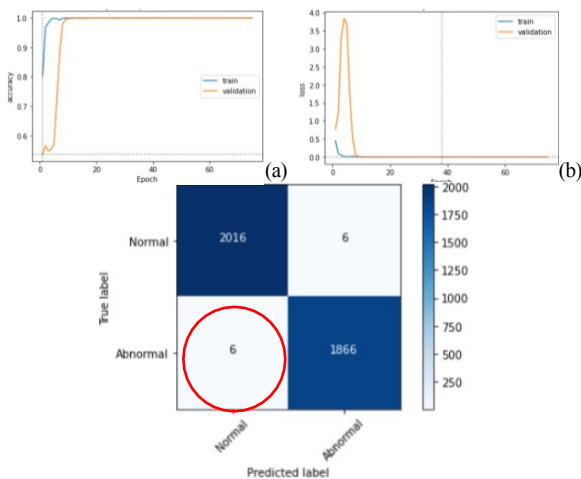 1.0
0.9
0.8
0.7
0.6
accuracy
train
validation
0
20
40
60
Epoch
(a)
4.0
3.5
3.0
2.5
2.0
1.5
1.0
0.5
0.0
loss
train
validation
0
20
40
60
(b)
True label
Normal
2016
6
Abnormal
6
1866
Normal
Abnormal
Predicted label
2000
1750
1500
1250
1000
750
500
250